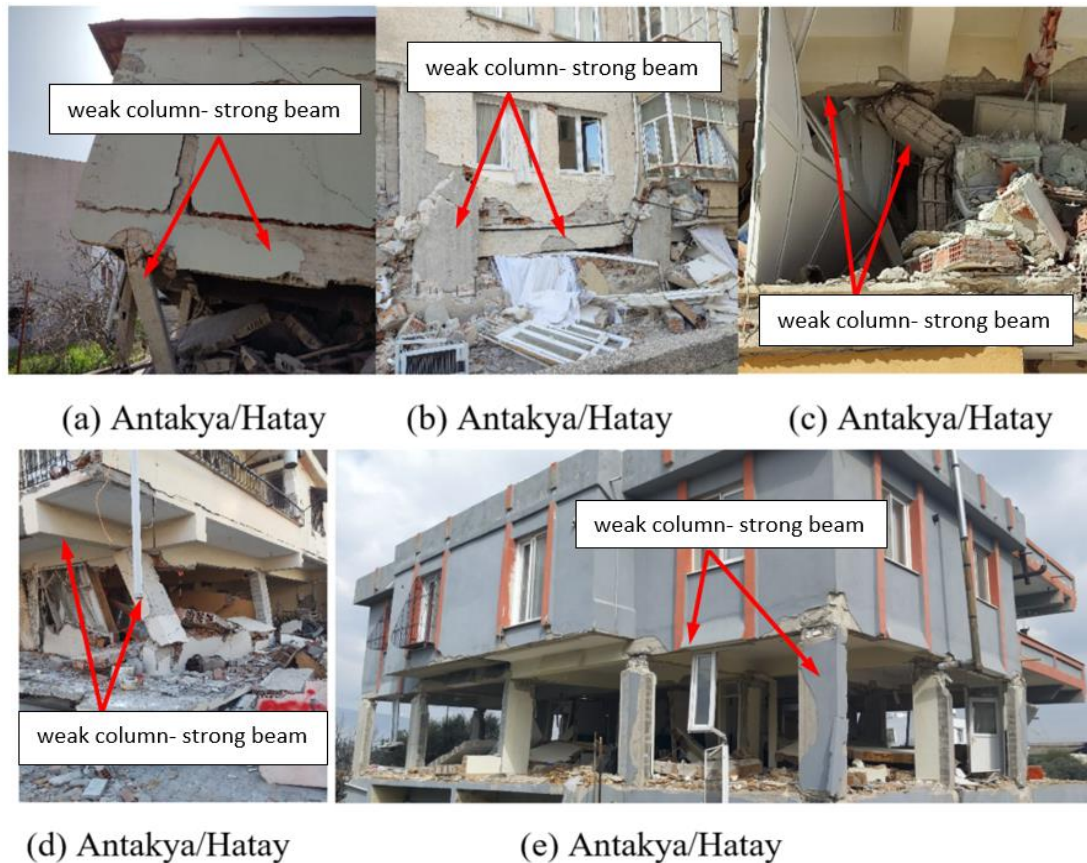 weak column- strong beam
weak column- strong beam
weak column- strong beam
(a) Antakya/Hatay
(b) Antakya/Hatay
(c) Antakya/Hatay
weak column- strong beam
weak column- strong beam
(d) Antakya/Hatay
(e) Antakya/Hatay